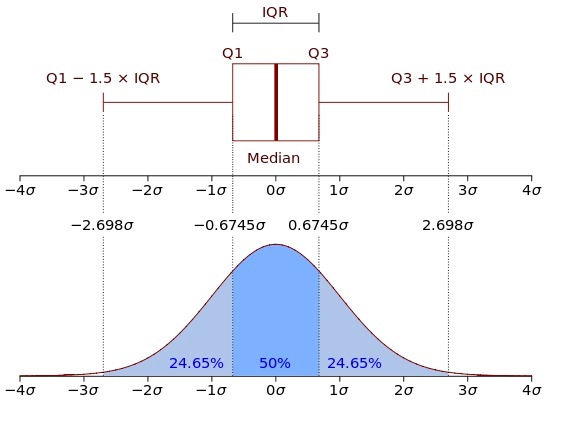 IQR
Q1 Q3
Q1 − 1.5 × IQR Q3 + 1.5 × IQR
Median
−4σ −3σ −2σ −1σ 0σ 1σ 2σ 3σ 4σ
−2.698σ −0.6745σ 0.6745σ 2.698σ
24.65% 50% 24.65%
−4σ −3σ −2σ −1σ 0σ 1σ 2σ 3σ 4σ